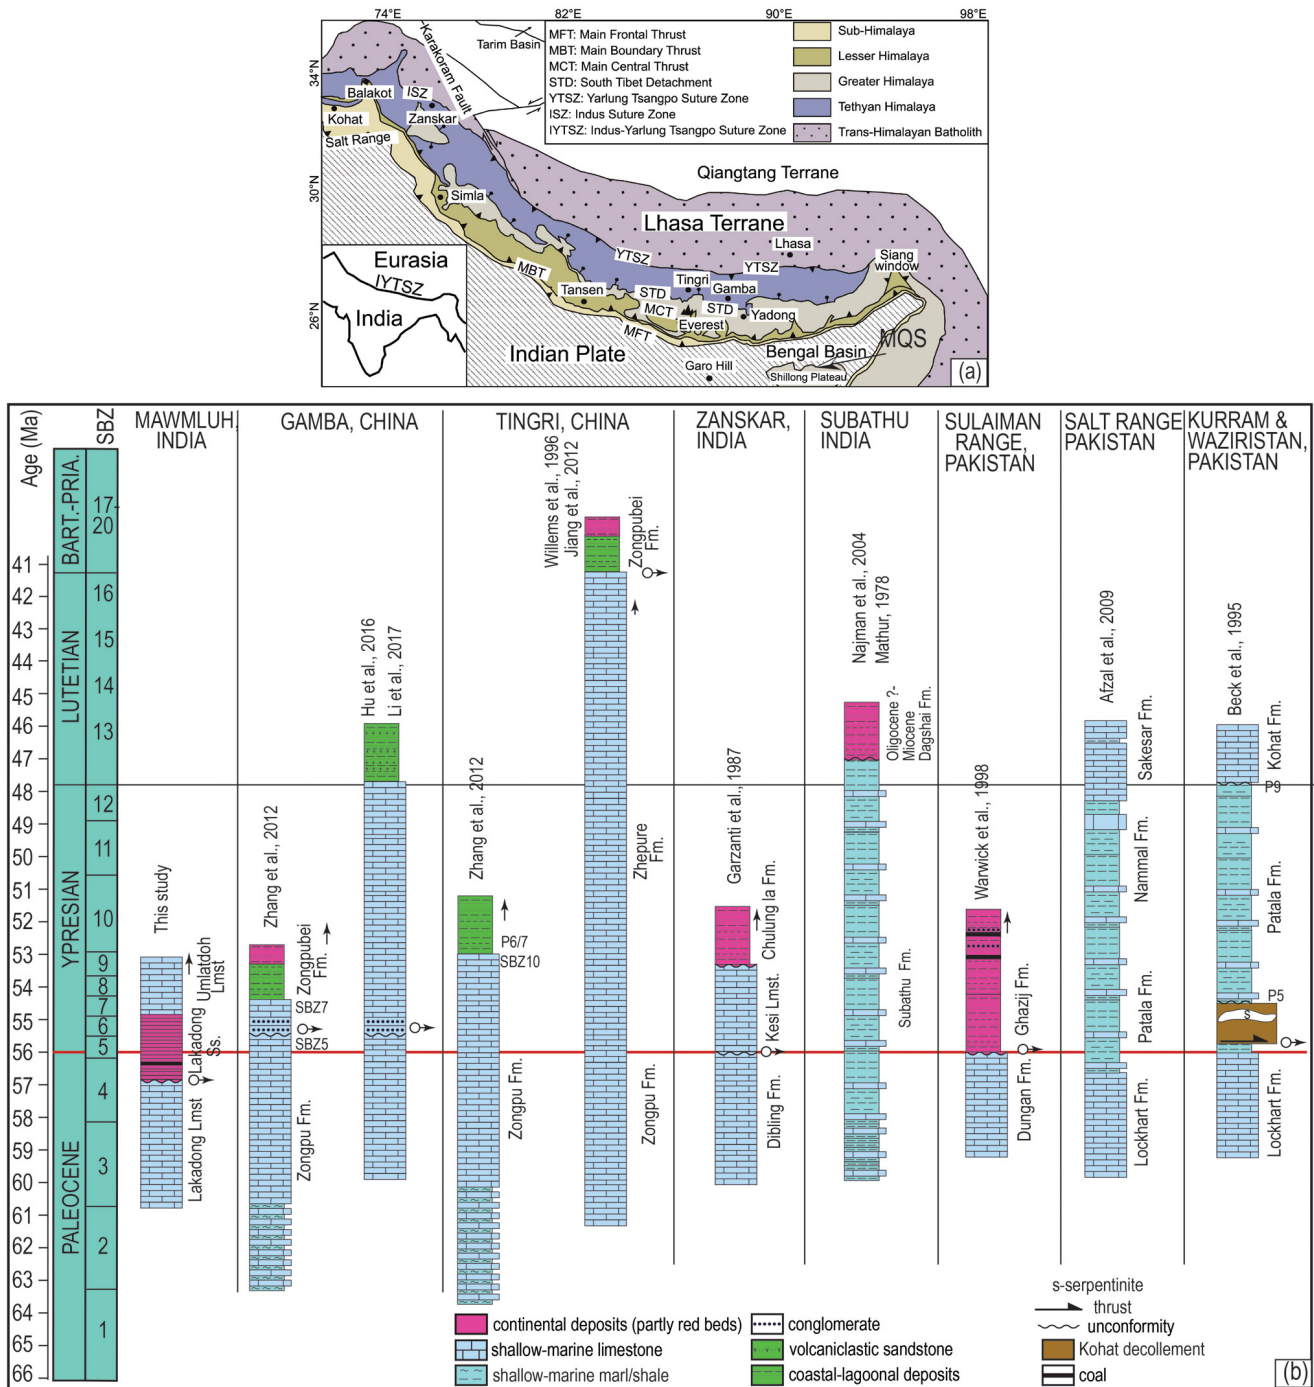 74°E 82°E 90°E 98°E
34°N
30°N
26°N
Karakoram Fault
Tarim Basin
MFT: Main Frontal Thrust
MBT: Main Boundary Thrust
MCT: Main Central Thrust
STD: South Tibet Detachment
YTSZ: Yarlung Tsangpo Suture Zone
ISZ: Indus Suture Zone
IYTSZ: Indus-Yarlung Tsangpo Suture Zone
Sub-Himalaya
Lesser Himalaya
Greater Himalaya
Tethyan Himalaya
Trans-Himalayan Batholith
Balakot
ISZ
Kohat
Zanskar
Salt Range
Qiangtang Terrane
Simla
Lhasa Terrane
Lhasa
YTSZ
YTSZ
Siang
window
Eurasia
IYTSZ
India
MBT
Tingri
Tansen
STD
Gamba
MCT
STD
Yadong
Everest
MFT
Indian Plate
Bengal Basin
MQS
Garo Hill
Shillong Plateau
(a)
Age (Ma)
SBZ
MAWMLUH,
INDIA
GAMBA, CHINA
TINGRI, CHINA
ZANSKAR,
INDIA
SUBATHU
INDIA
SULAIMAN
RANGE,
PAKISTAN
SALT RANGE
PAKISTAN
KURRAM &
WAZIRISTAN,
PAKISTAN
BART.-PRIA.
LUTETIAN
YPRESIAN
PALEOCENE
41
42
43
44
45
46
47
48
49
50
51
52
53
54
55
56
57
58
59
60
61
62
63
64
65
66
17-
20
16
15
14
13
12
11
10
9
8
7
6
5
4
3
2
1
This study
Umlatdoh
Lmst
Lakadong
Ss.
Lakadong Lmst
Zhang et al., 2012
Zongpubei
Fm.
SBZ7
SBZ5
Zongpu Fm.
Hu et al., 2016
Li et al., 2017
Zhang et al., 2012
P6/7
SBZ10
Zongpu Fm.
Willems et al., 1996
Jiang et al., 2012
Zongpubei
Fm.
Zhepure
Fm.
Zongpu Fm.
Garzanti et al., 1987
Chulung la Fm.
Kesi Lmst.
Dibling Fm.
Najman et al., 2004
Mathur, 1978
Oligocene ?-
Miocene
Dagshai Fm.
Subathu Fm.
Warwick et al., 1998
Ghazij Fm.
Dungan Fm.
Afzal et al., 2009
Sakesar Fm.
Nammal Fm.
Patala Fm.
Lockhart Fm.
Beck et al., 1995
Kohat Fm.
P9
Patala Fm.
P5
s
Lockhart Fm.
continental deposits (partly red beds)
shallow-marine limestone
shallow-marine marl/shale
conglomerate
volcaniclastic sandstone
coastal-lagoonal deposits
s-serpentinite
thrust
unconformity
Kohat decollement
coal
(b)